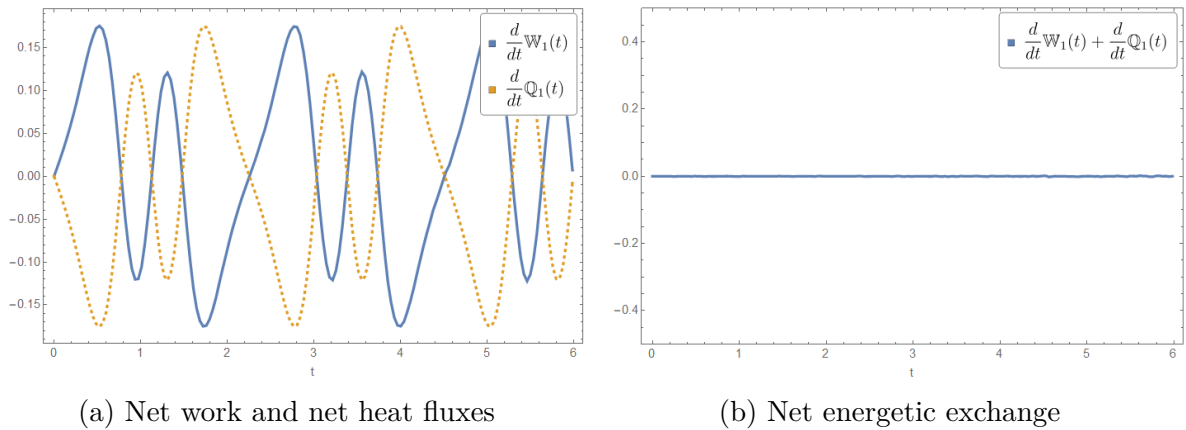 0.15
0.10
0.05
0.00
−0.05
−0.10
−0.15
0 1 2 3 4 5 6
t
d/dt 𝕎₁(t)
d/dt ℚ₁(t)
(a) Net work and net heat fluxes
0.4
0.2
0.0
−0.2
−0.4
0 1 2 3 4 5 6
t
d/dt 𝕎₁(t) + d/dt ℚ₁(t)
(b) Net energetic exchange